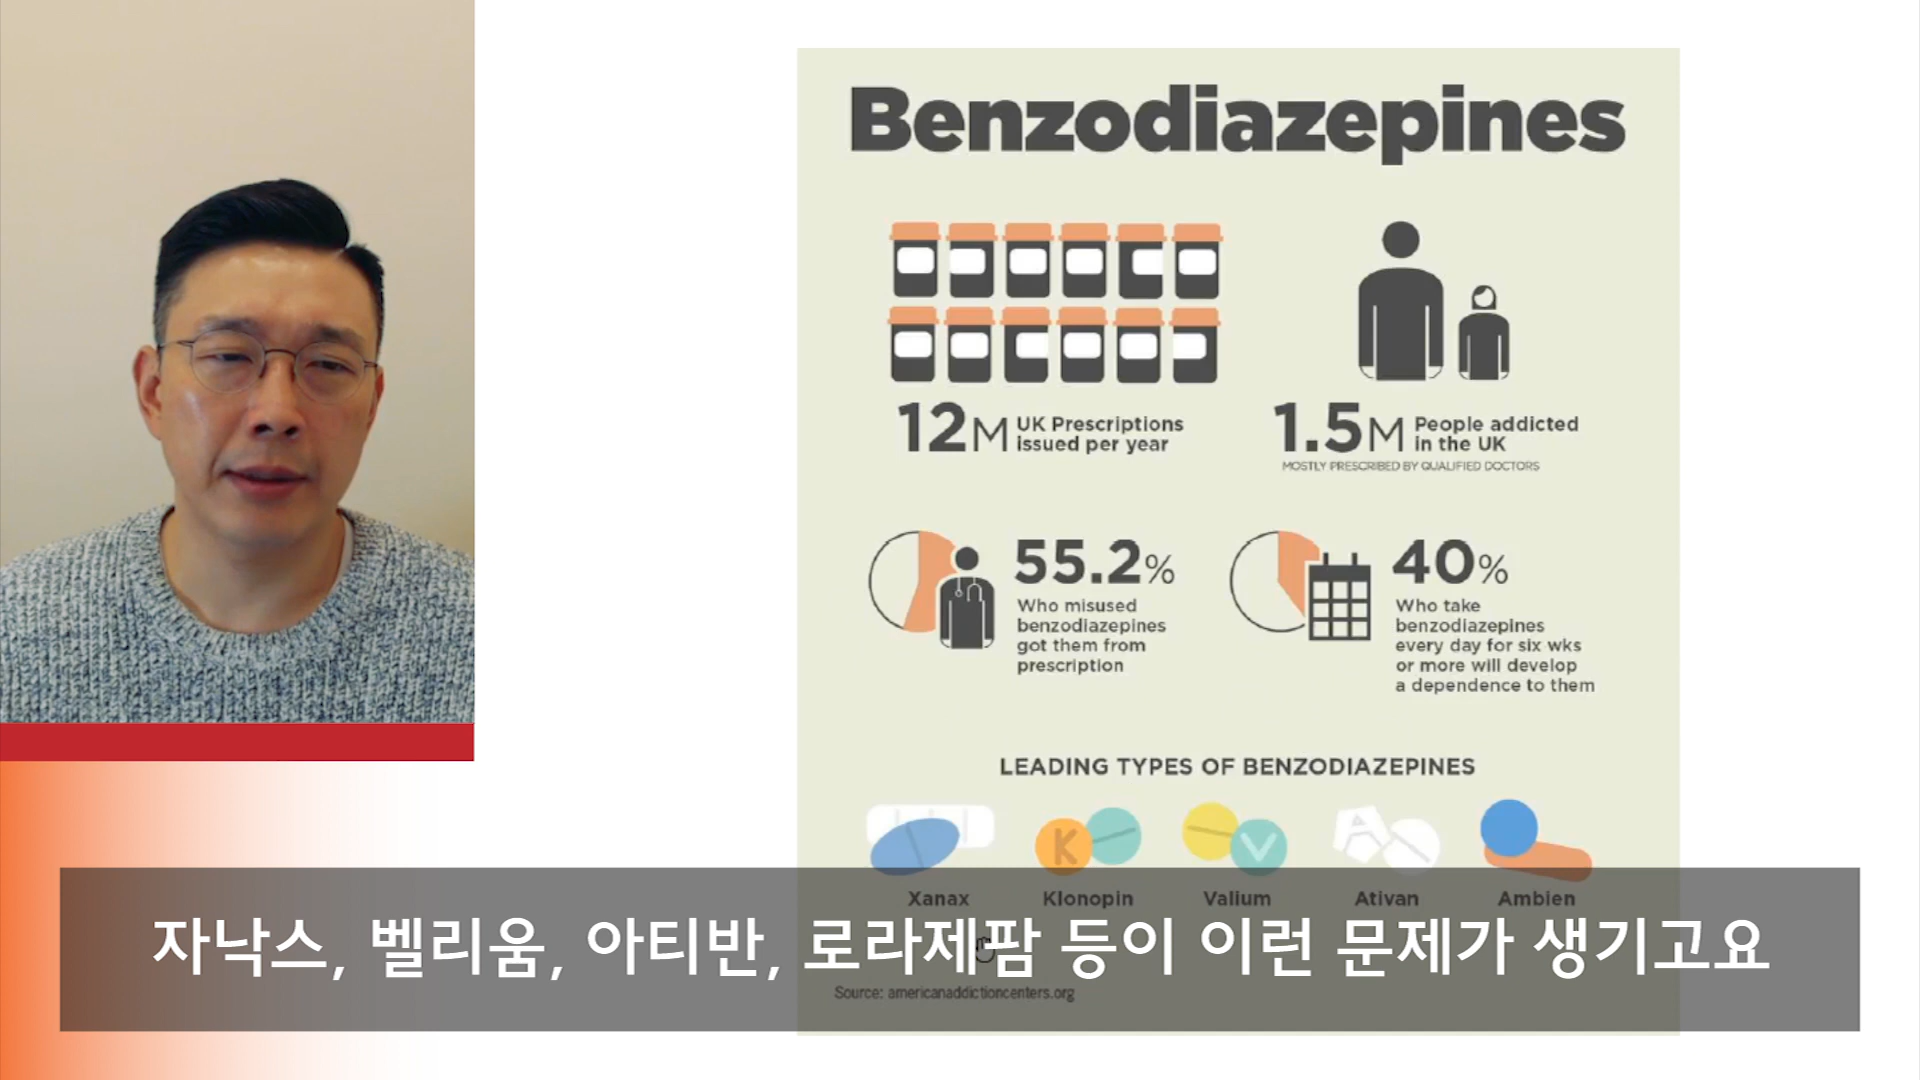 Benzodiazepines
12M UK Prescriptions
issued per year
1.5M People addicted
in the UK
MOSTLY PRESCRIBED BY QUALIFIED DOCTORS
55.2%
Who misused
benzodiazepines
got them from
prescription
40%
Who take
benzodiazepines
every day for six wks
or more will develop
a dependence to them
LEADING TYPES OF BENZODIAZEPINES
K
V
A
Xanax Klonopin Valium Ativan Ambien
자낙스, 벨리움, 아티반, 로라제팜 등이 이런 문제가 생기고요
Source: americanaddictioncenters.org